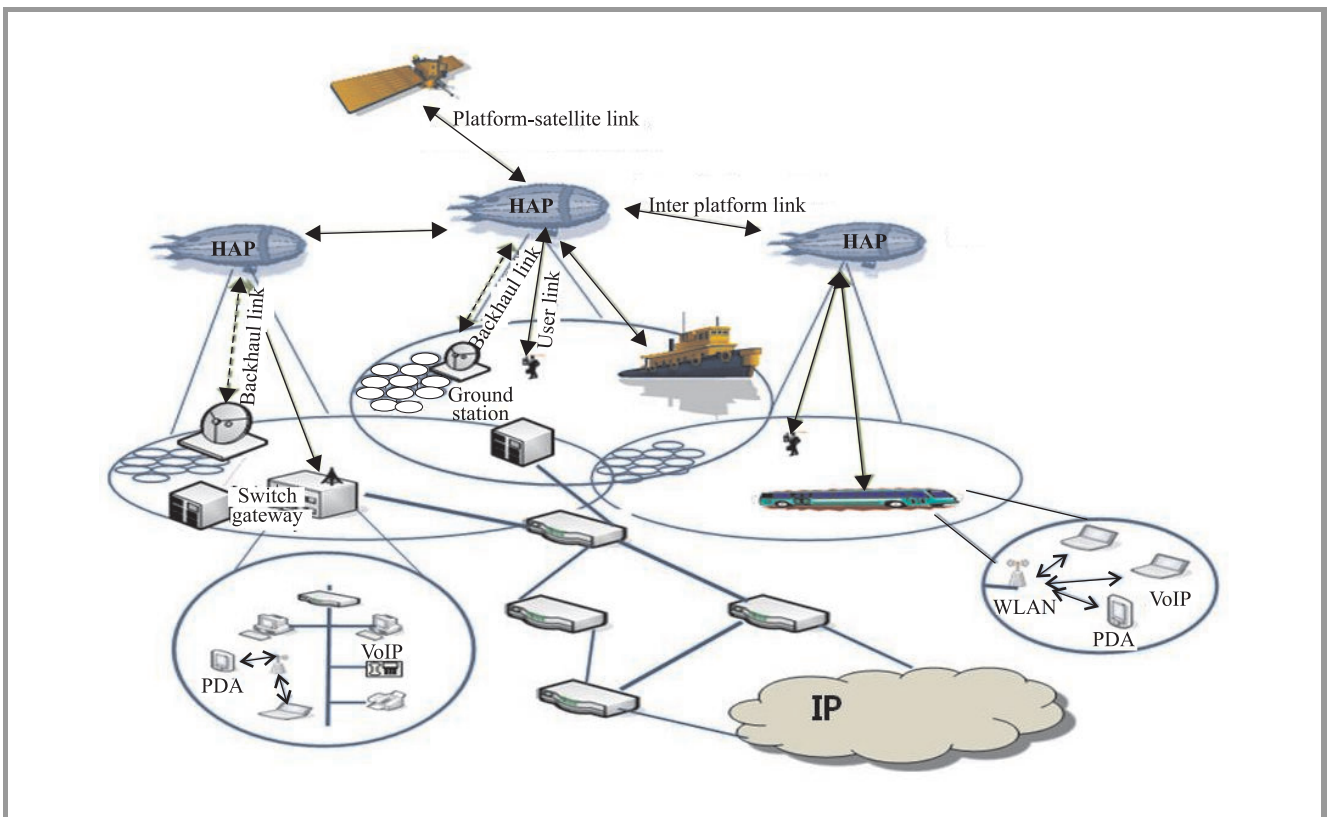 Platform-satellite link
HAP
Inter platform link
HAP
HAP
Backhaul link
Backhaul link
User link
Ground
station
Switch
gateway
WLAN
VoIP
PDA
VoIP
PDA
IP